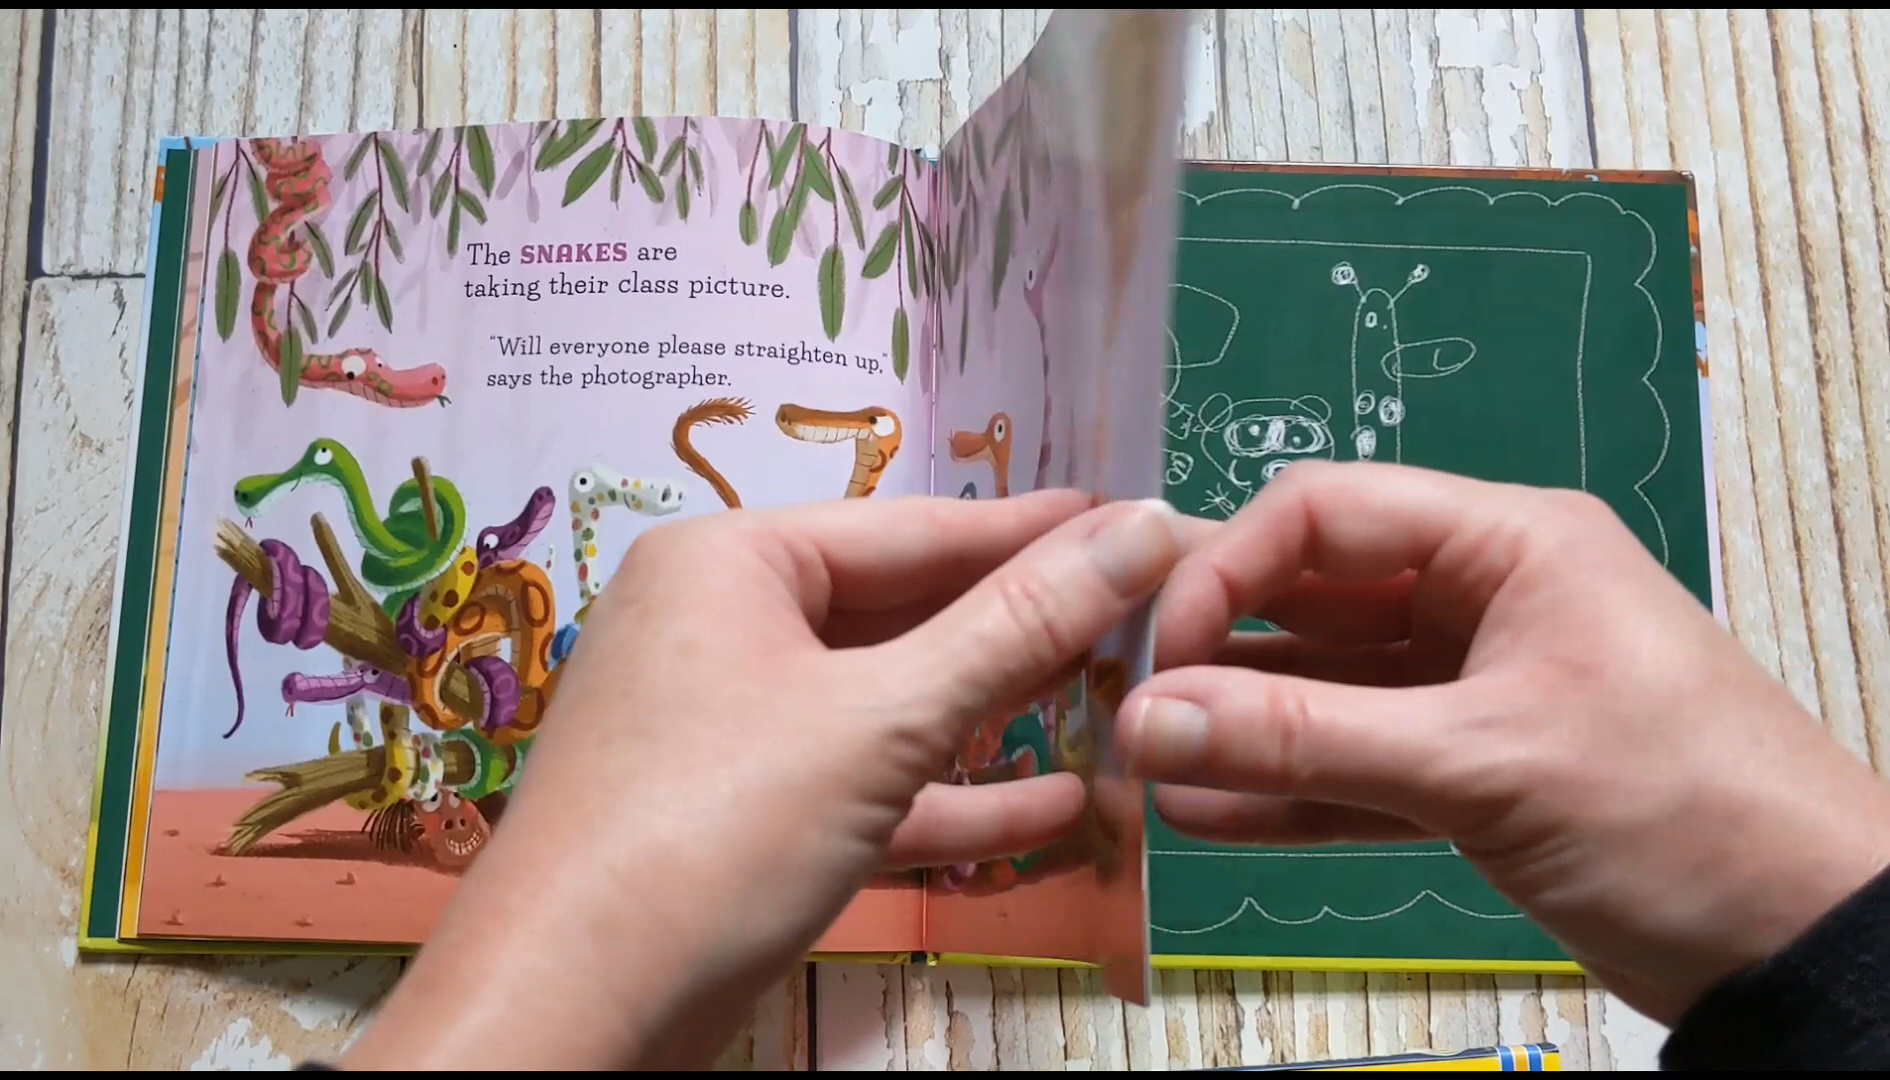 The SNAKES are
taking their class picture.
"Will everyone please straighten up,"
says the photographer.